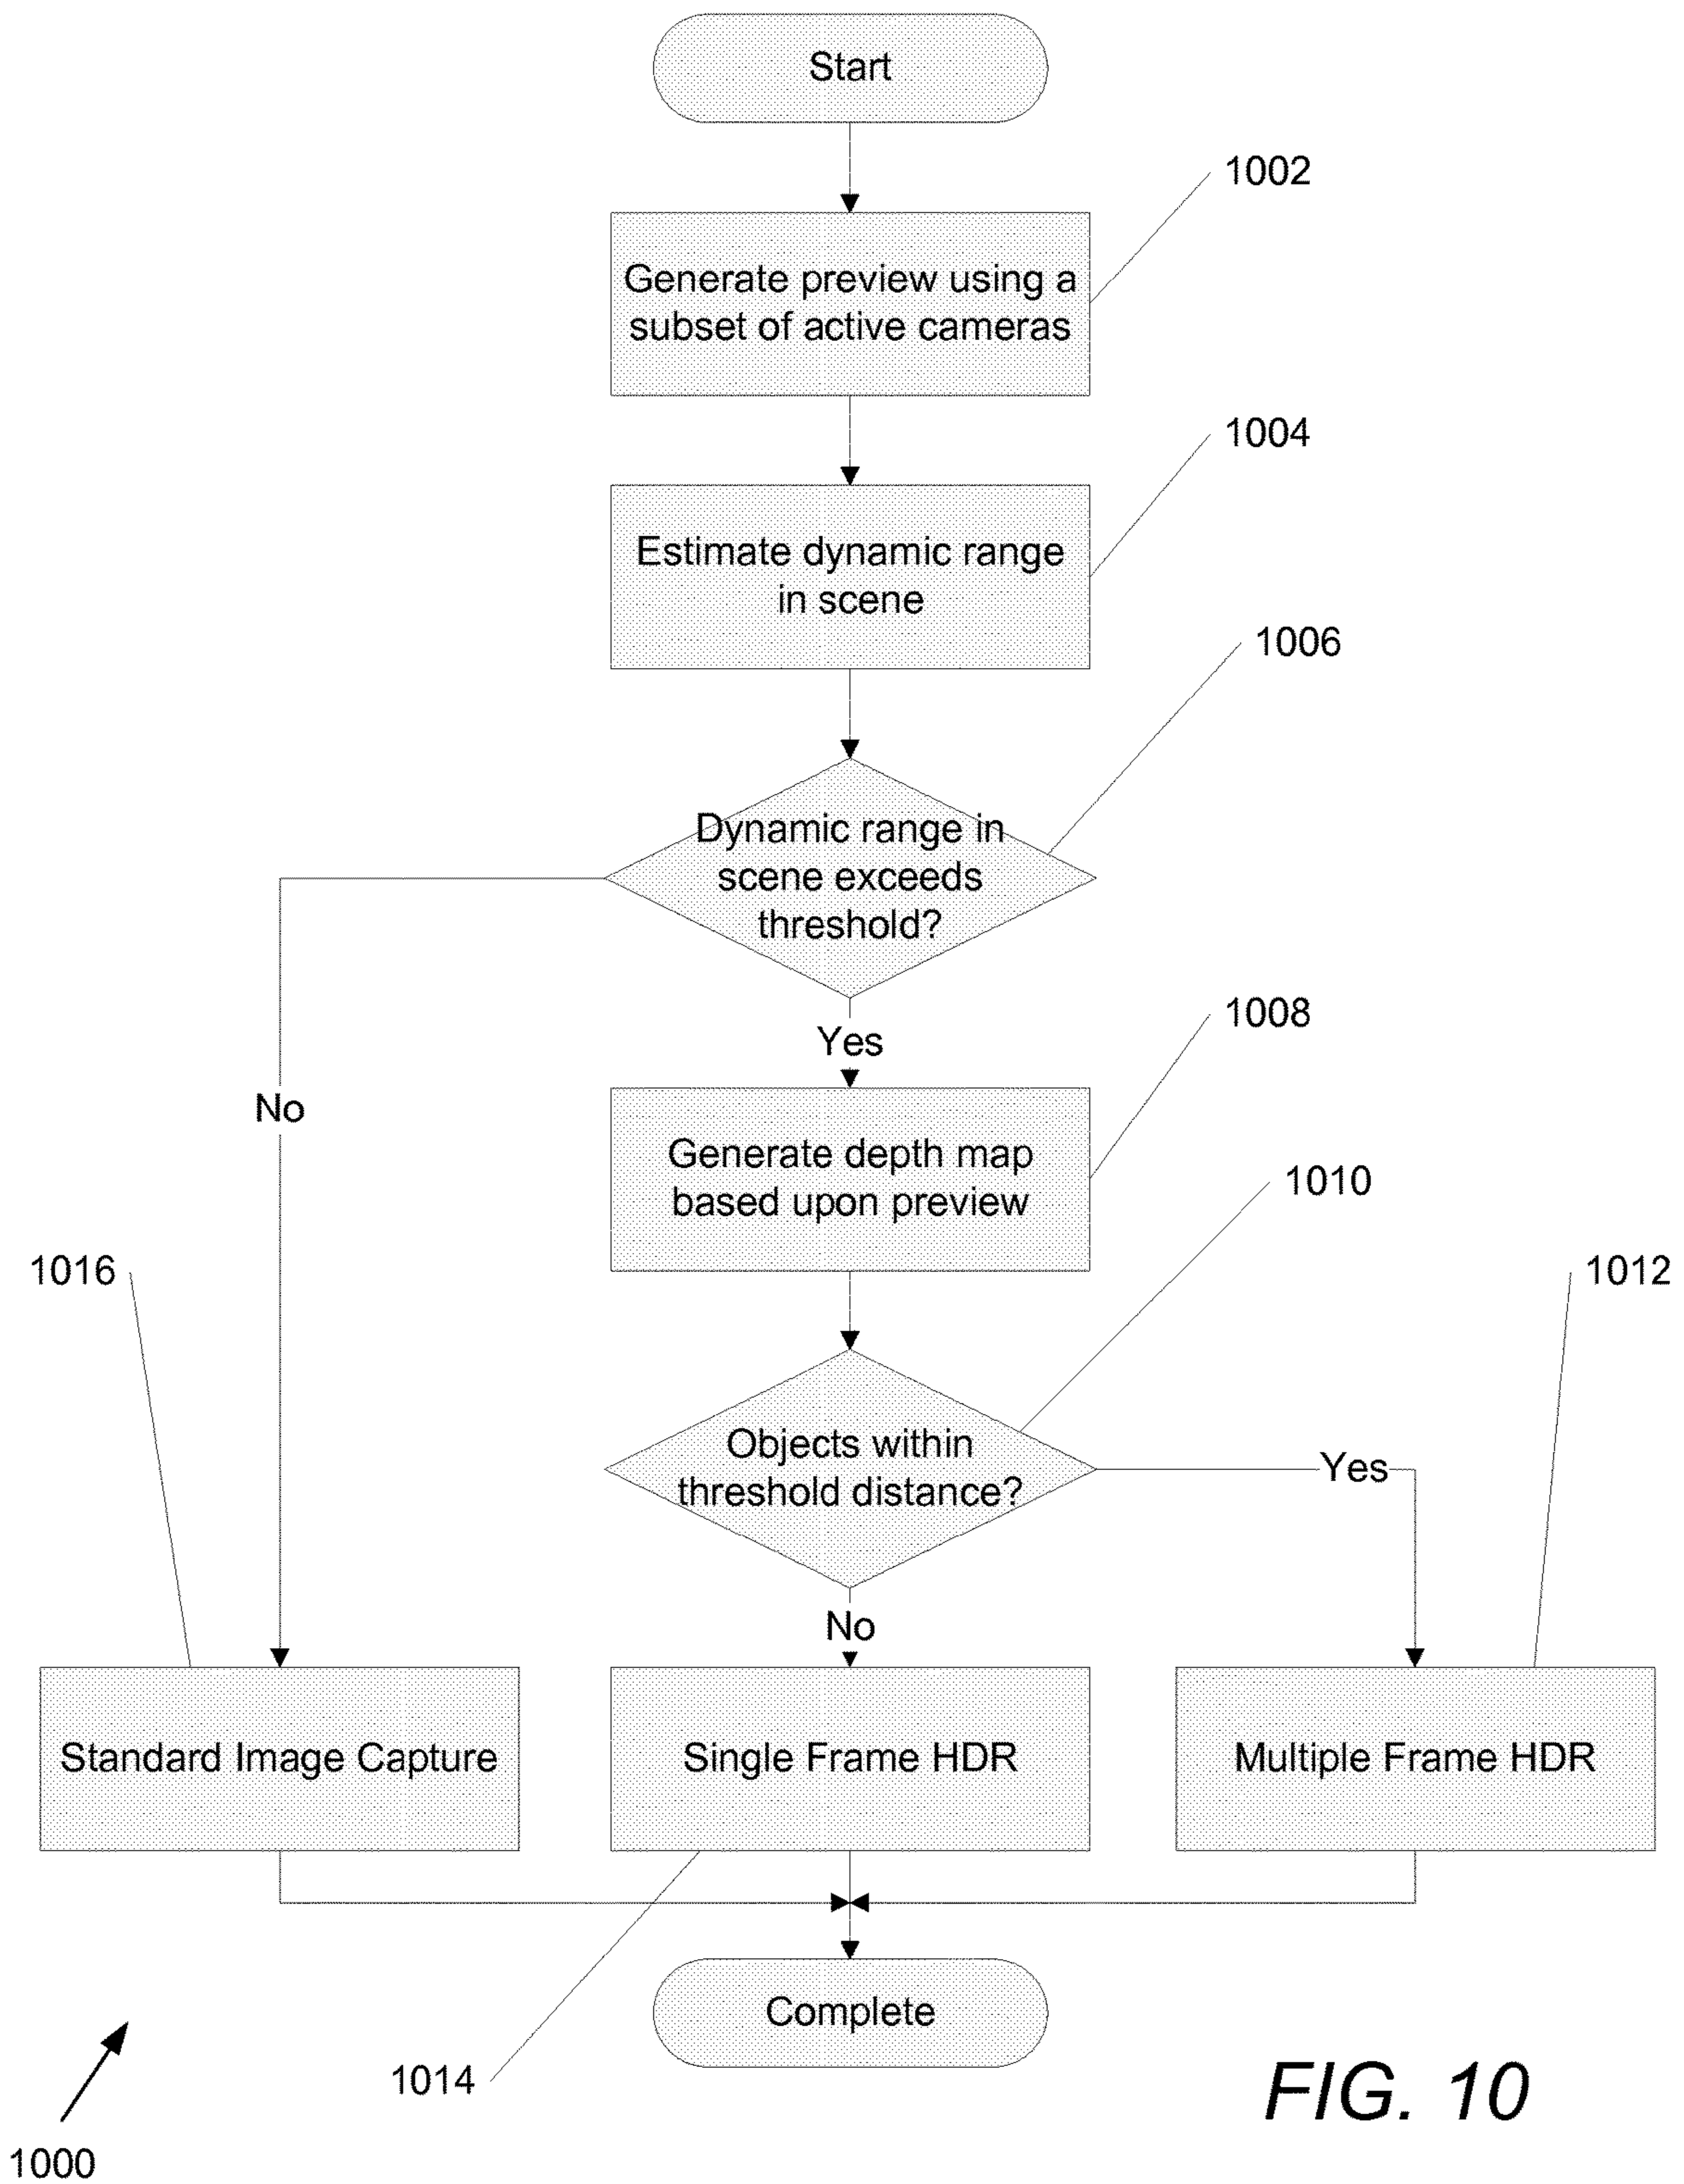 Start
1002
Generate preview using a
subset of active cameras
1004
Estimate dynamic range
in scene
1006
Dynamic range in
scene exceeds
threshold?
Yes
No
1008
Generate depth map
based upon preview
1010
1016
1012
Objects within
threshold distance?
Yes
No
Standard Image Capture
Single Frame HDR
Multiple Frame HDR
Complete
1014
FIG. 10
1000